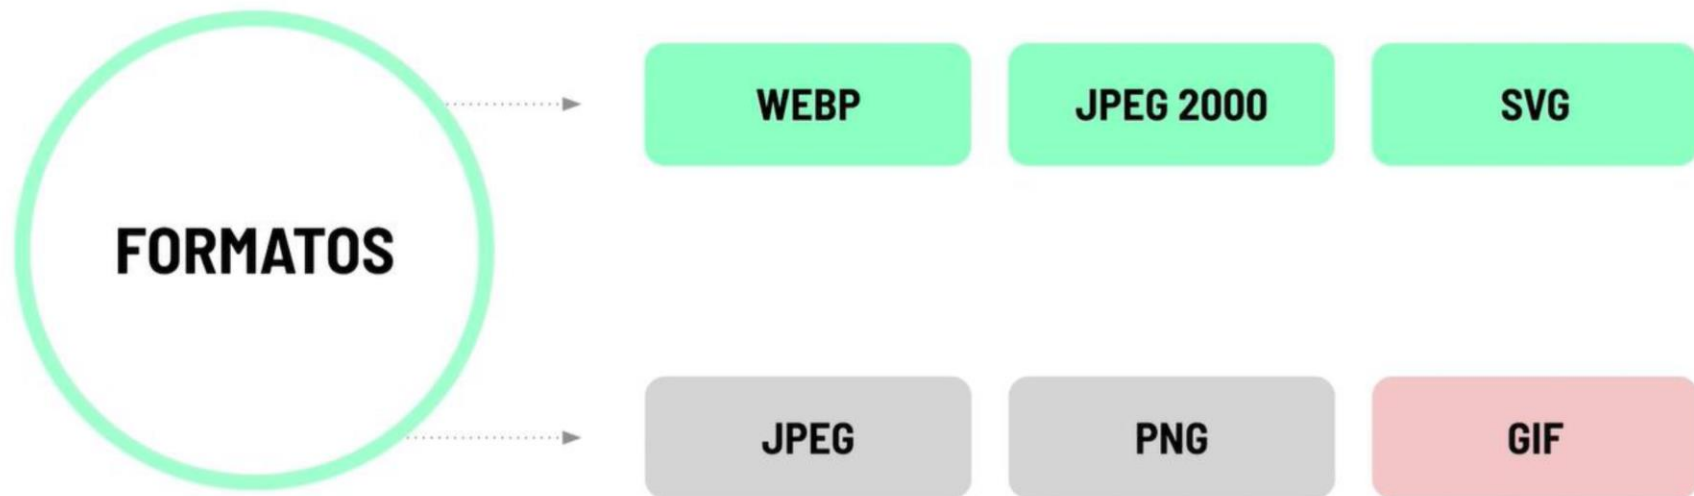 FORMATOS
WEBP
JPEG 2000
SVG
JPEG
PNG
GIF